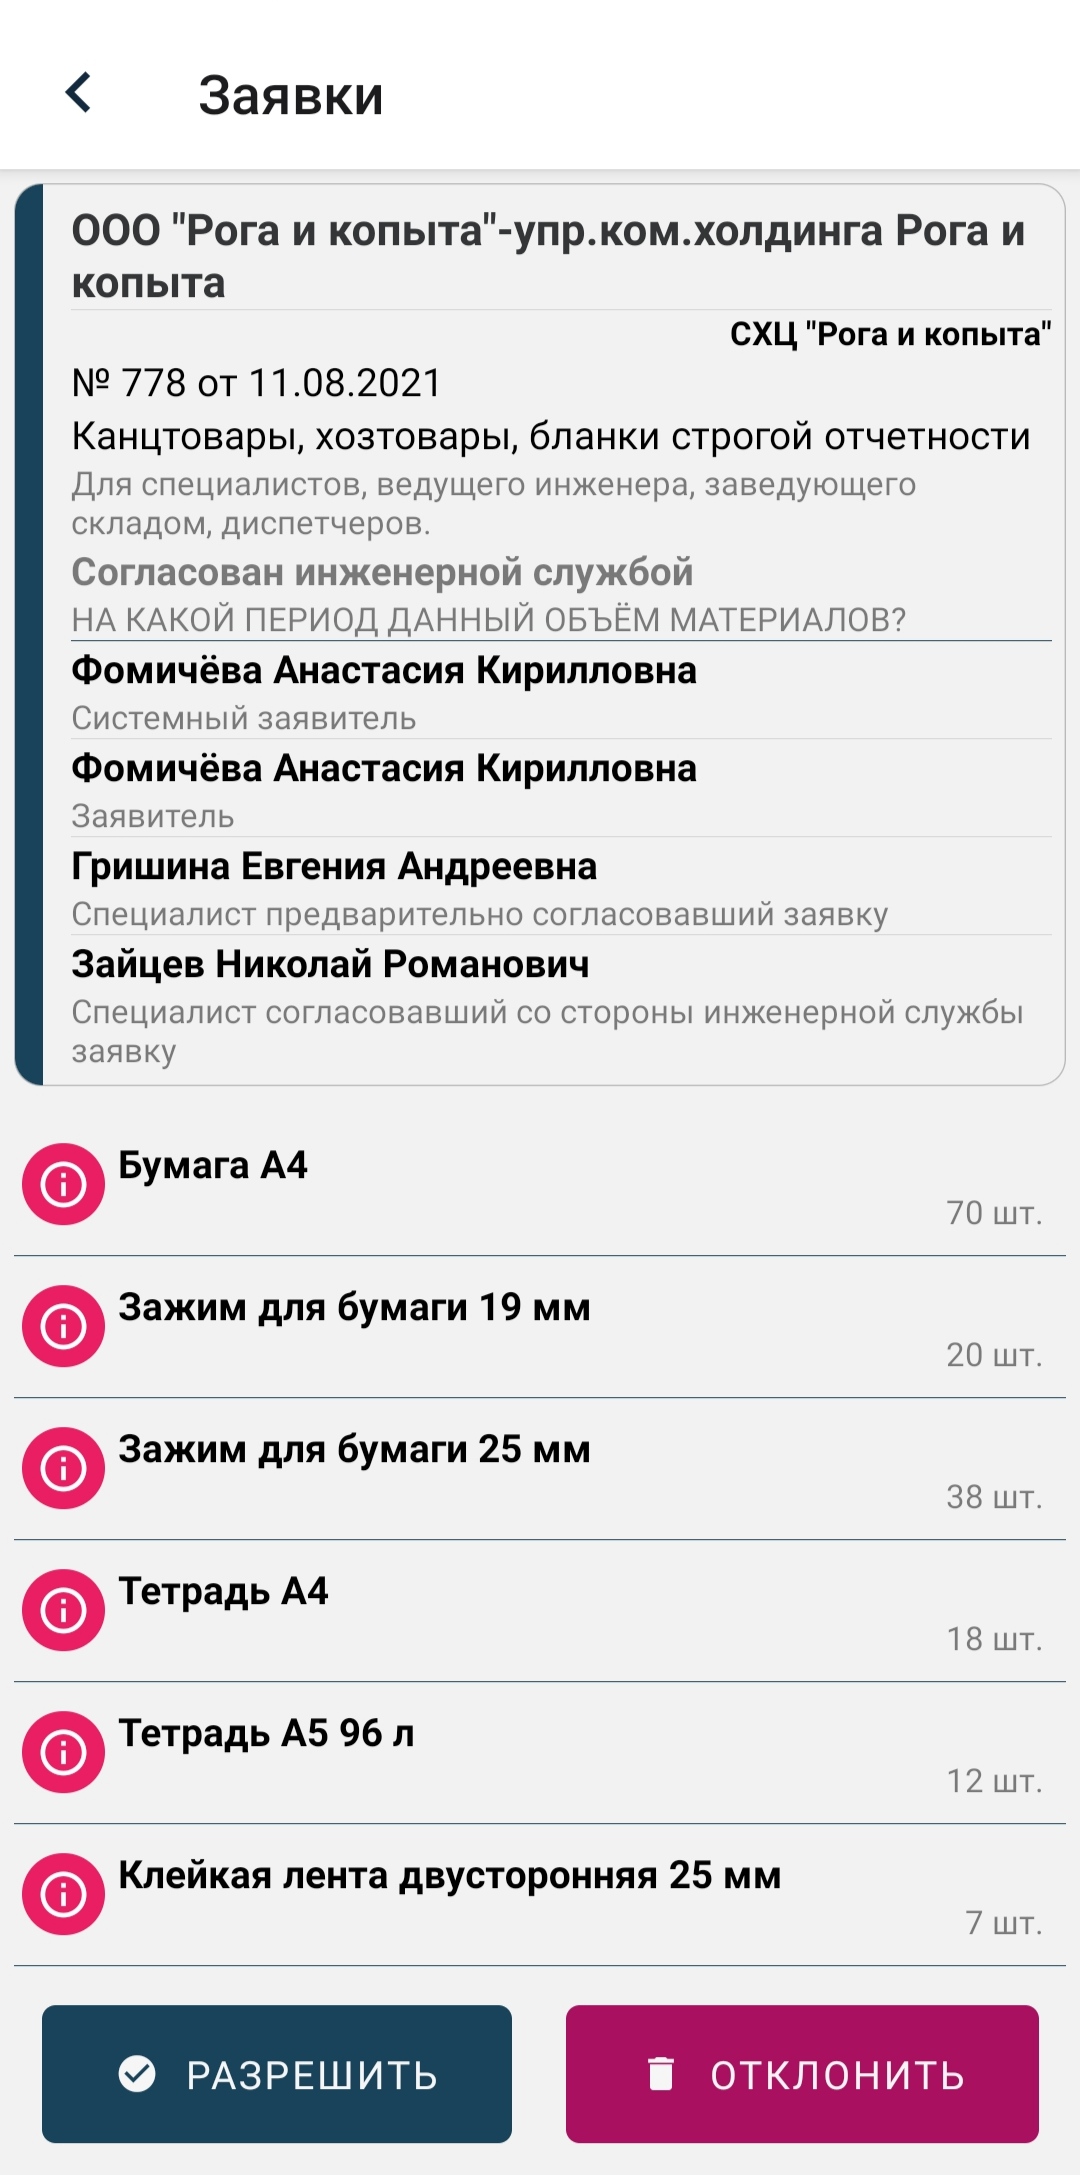 Заявки
ООО "Рога и копыта"-упр.ком.холдинга Рога и
копыта
СХЦ "Рога и копыта"
№ 778 от 11.08.2021
Канцтовары, хозтовары, бланки строгой отчетности
Для специалистов, ведущего инженера, заведующего
складом, диспетчеров.
Согласован инженерной службой
НА КАКОЙ ПЕРИОД ДАННЫЙ ОБЪЁМ МАТЕРИАЛОВ?
Фомичёва Анастасия Кирилловна
Системный заявитель
Фомичёва Анастасия Кирилловна
Заявитель
Гришина Евгения Андреевна
Специалист предварительно согласовавший заявку
Зайцев Николай Романович
Специалист согласовавший со стороны инженерной службы
заявку
Бумага А4
70 шт.
Зажим для бумаги 19 мм
20 шт.
Зажим для бумаги 25 мм
38 шт.
Тетрадь А4
18 шт.
Тетрадь А5 96 л
12 шт.
Клейкая лента двусторонняя 25 мм
7 шт.
РАЗРЕШИТЬ
ОТКЛОНИТЬ